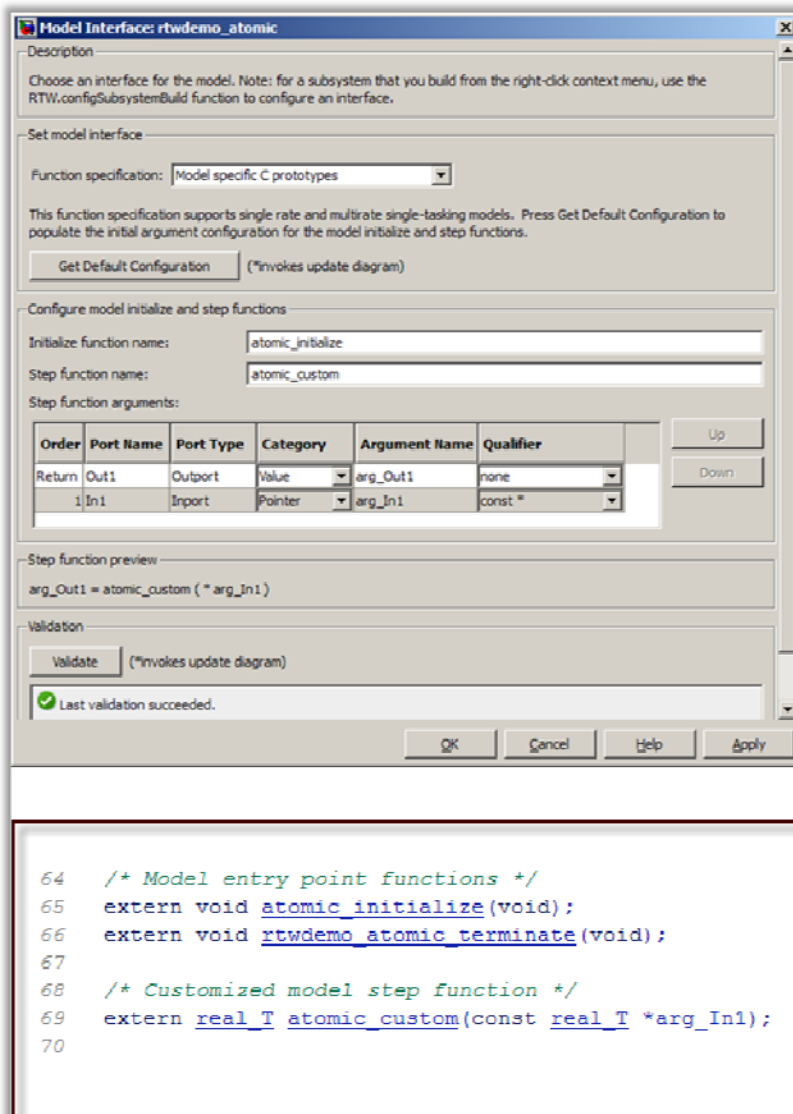 Model Interface: rtwdemo_atomic
Description
Choose an interface for the model. Note: for a subsystem that you build from the right-click context menu, use the
RTW.configSubsystemBuild function to configure an interface.
Set model interface
Function specification: Model specific C prototypes
This function specification supports single rate and multirate single-tasking models. Press Get Default Configuration to
populate the initial argument configuration for the model initialize and step functions.
Get Default Configuration (*invokes update diagram)
Configure model initialize and step functions
Initialize function name: atomic_initialize
Step function name: atomic_custom
Step function arguments:
Order Port Name Port Type Category Argument Name Qualifier
Up
Return Out1 Outport Value arg_Out1 none
Down
1 In1 Inport Pointer arg_In1 const *
Step function preview
arg_Out1 = atomic_custom ( * arg_In1 )
Validation
Validate (*invokes update diagram)
Last validation succeeded.
OK Cancel Help Apply
64 /* Model entry point functions */
65 extern void atomic_initialize(void);
66 extern void rtwdemo_atomic_terminate(void);
67
68 /* Customized model step function */
69 extern real_T atomic_custom(const real_T *arg_In1);
70